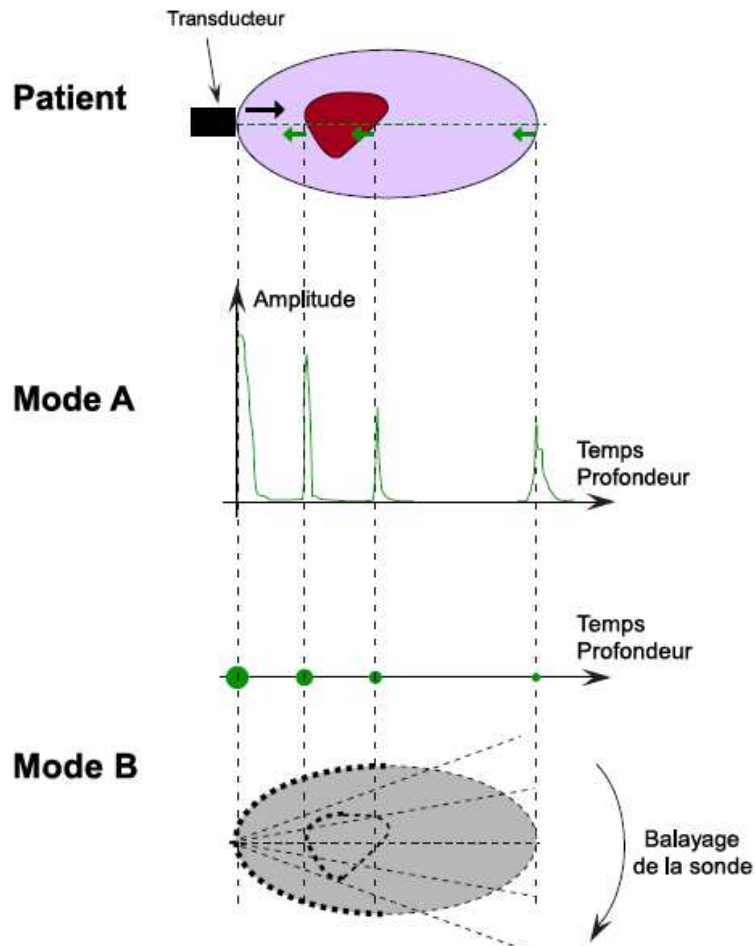 Transducteur
Patient
Amplitude
Mode A
Temps
Profondeur
Temps
Profondeur
Mode B
Balayage
de la sonde